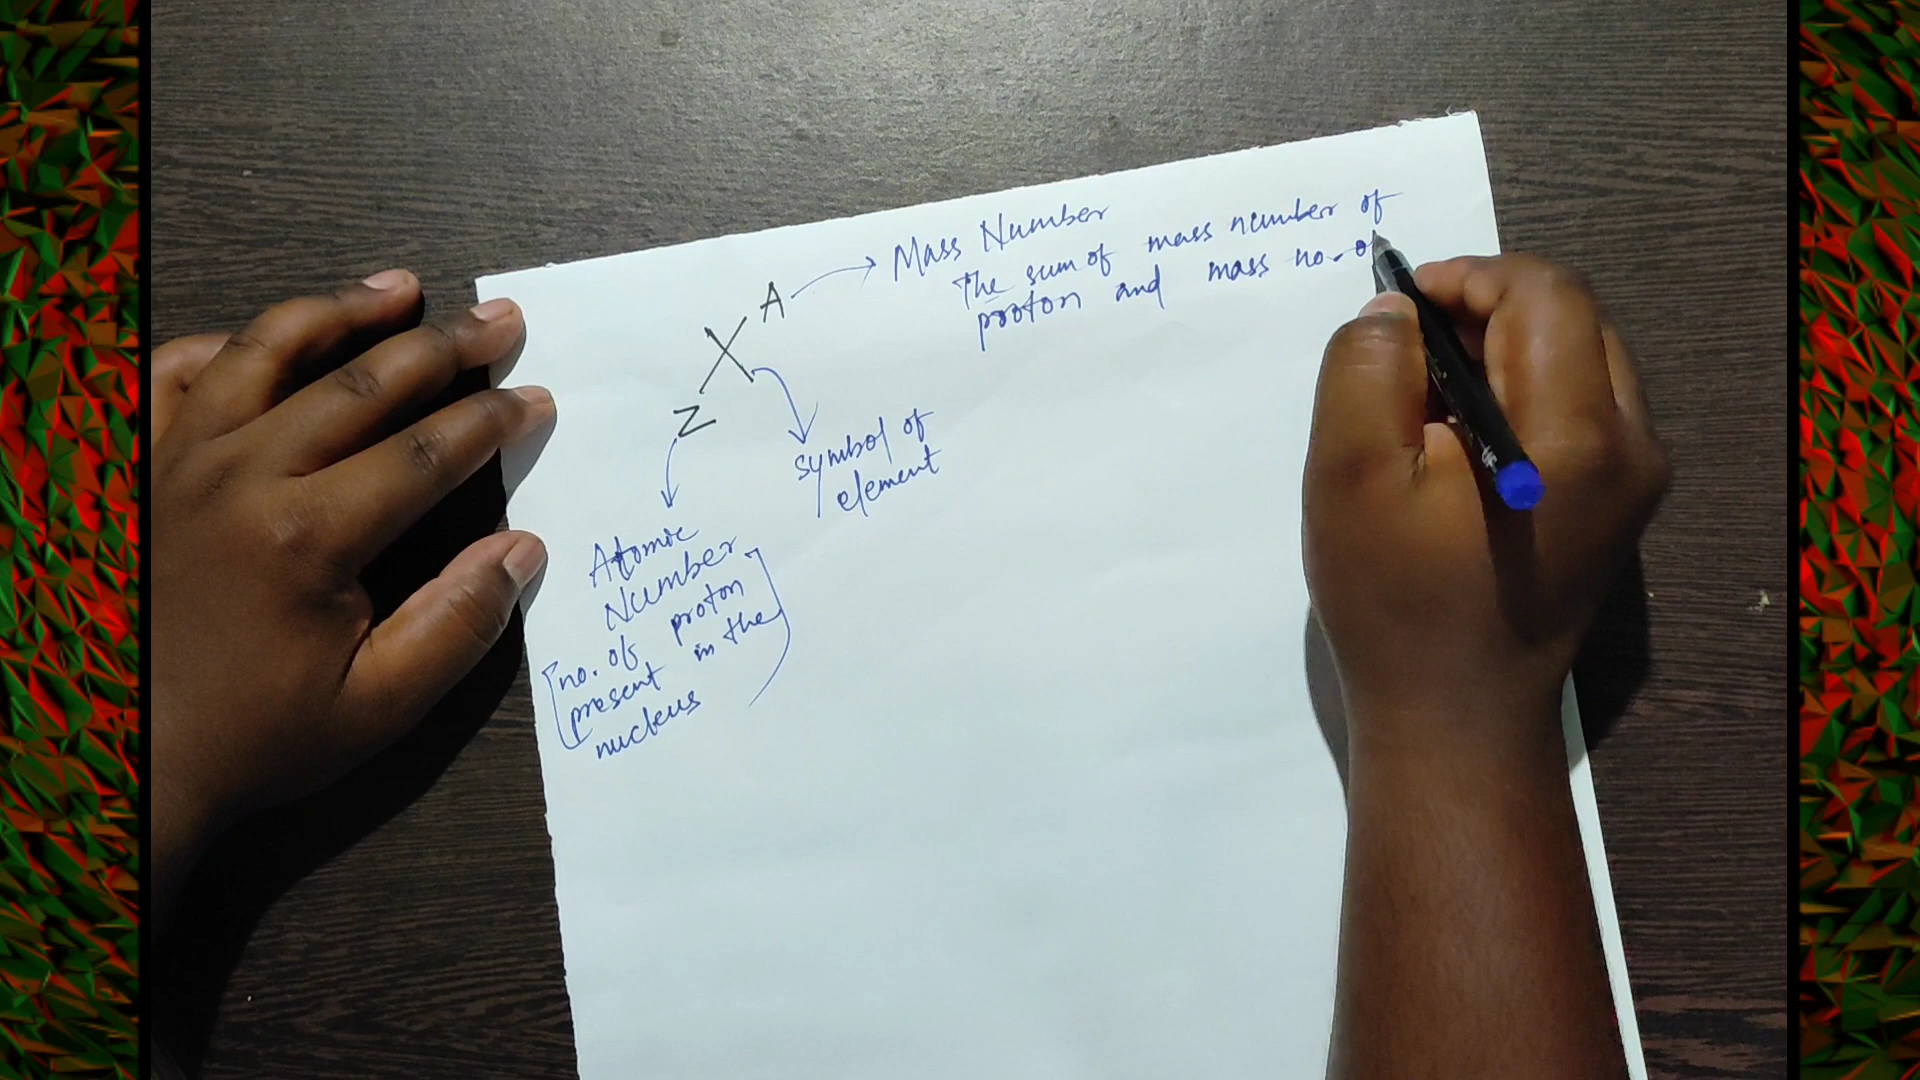 Mass Number
The sum of mass number of
proton and mass no. of
A
X
Z
symbol of
element
Atomic
Number
no. of proton
present in the
nucleus